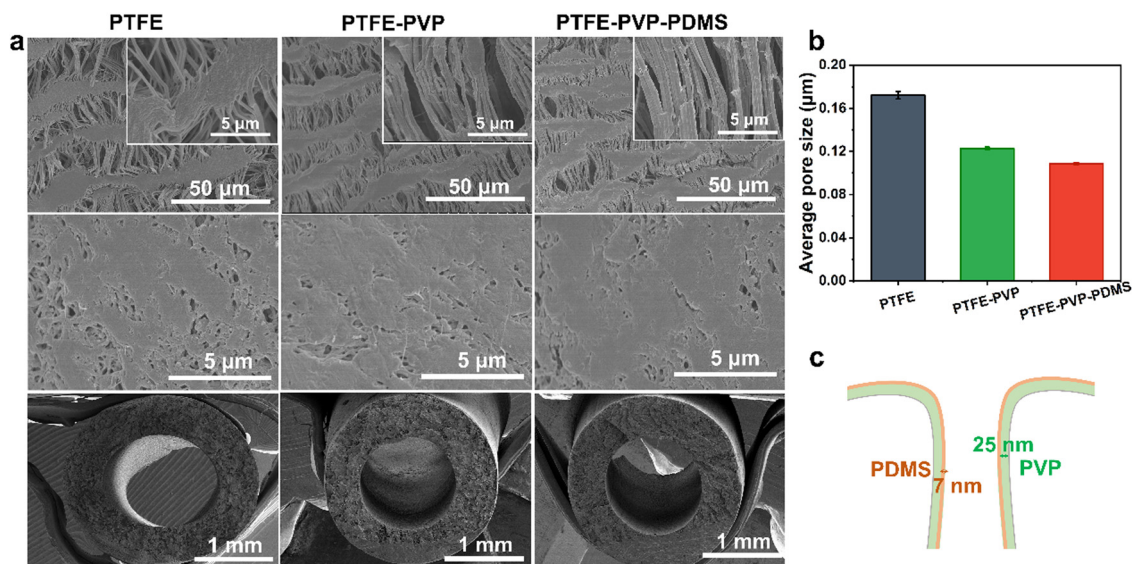 a
PTFE
PTFE-PVP
PTFE-PVP-PDMS
5 µm
5 µm
5 µm
50 µm
50 µm
50 µm
5 µm
5 µm
5 µm
1 mm
1 mm
1 mm
b
Average pore size (µm)
0.20
0.16
0.12
0.08
0.04
0.00
PTFE
PTFE-PVP
PTFE-PVP-PDMS
c
25 nm
PDMS
PVP
7 nm